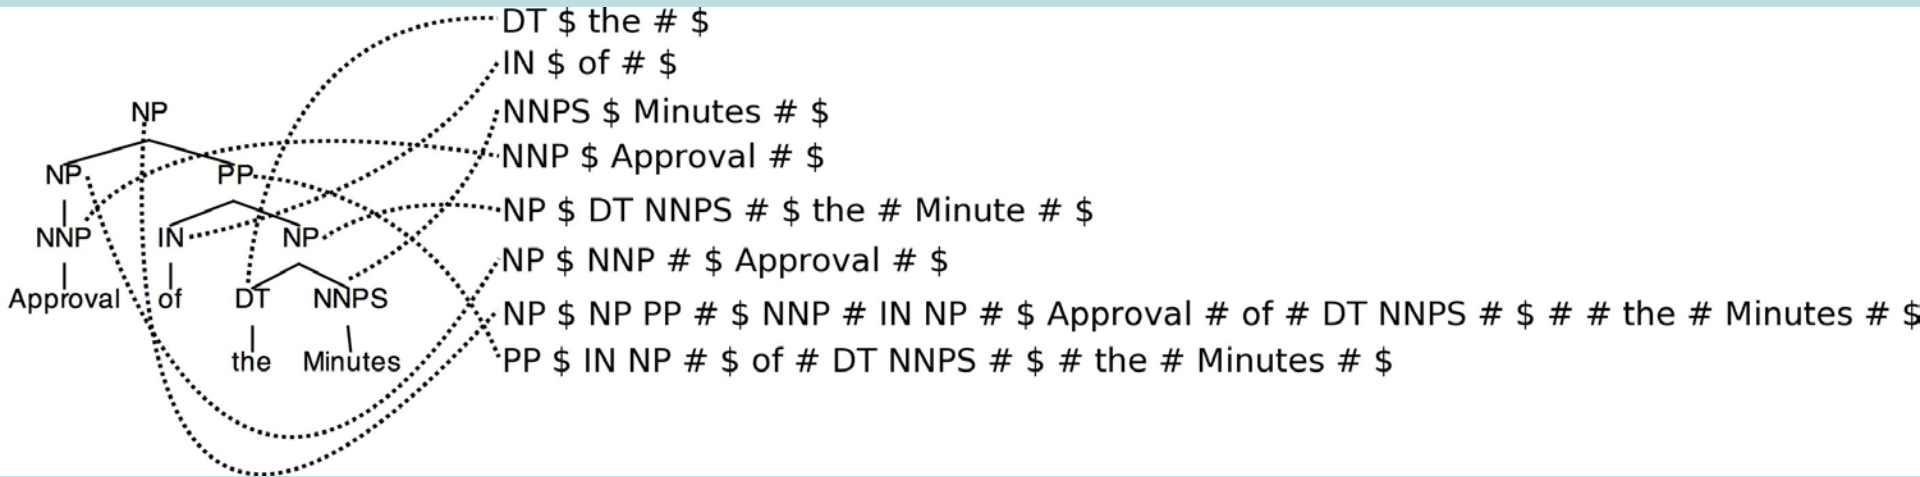 DT $ the # $
IN $ of # $
NP
NNPS $ Minutes # $
NNP $ Approval # $
NP PP
NP $ DT NNPS # $ the # Minute # $
NNP IN NP
NP $ NNP # $ Approval # $
Approval of DT NNPS
NP $ NP PP # $ NNP # IN NP # $ Approval # of # DT NNPS # $ # # the # Minutes # $
the Minutes
PP $ IN NP # $ of # DT NNPS # $ # the # Minutes # $